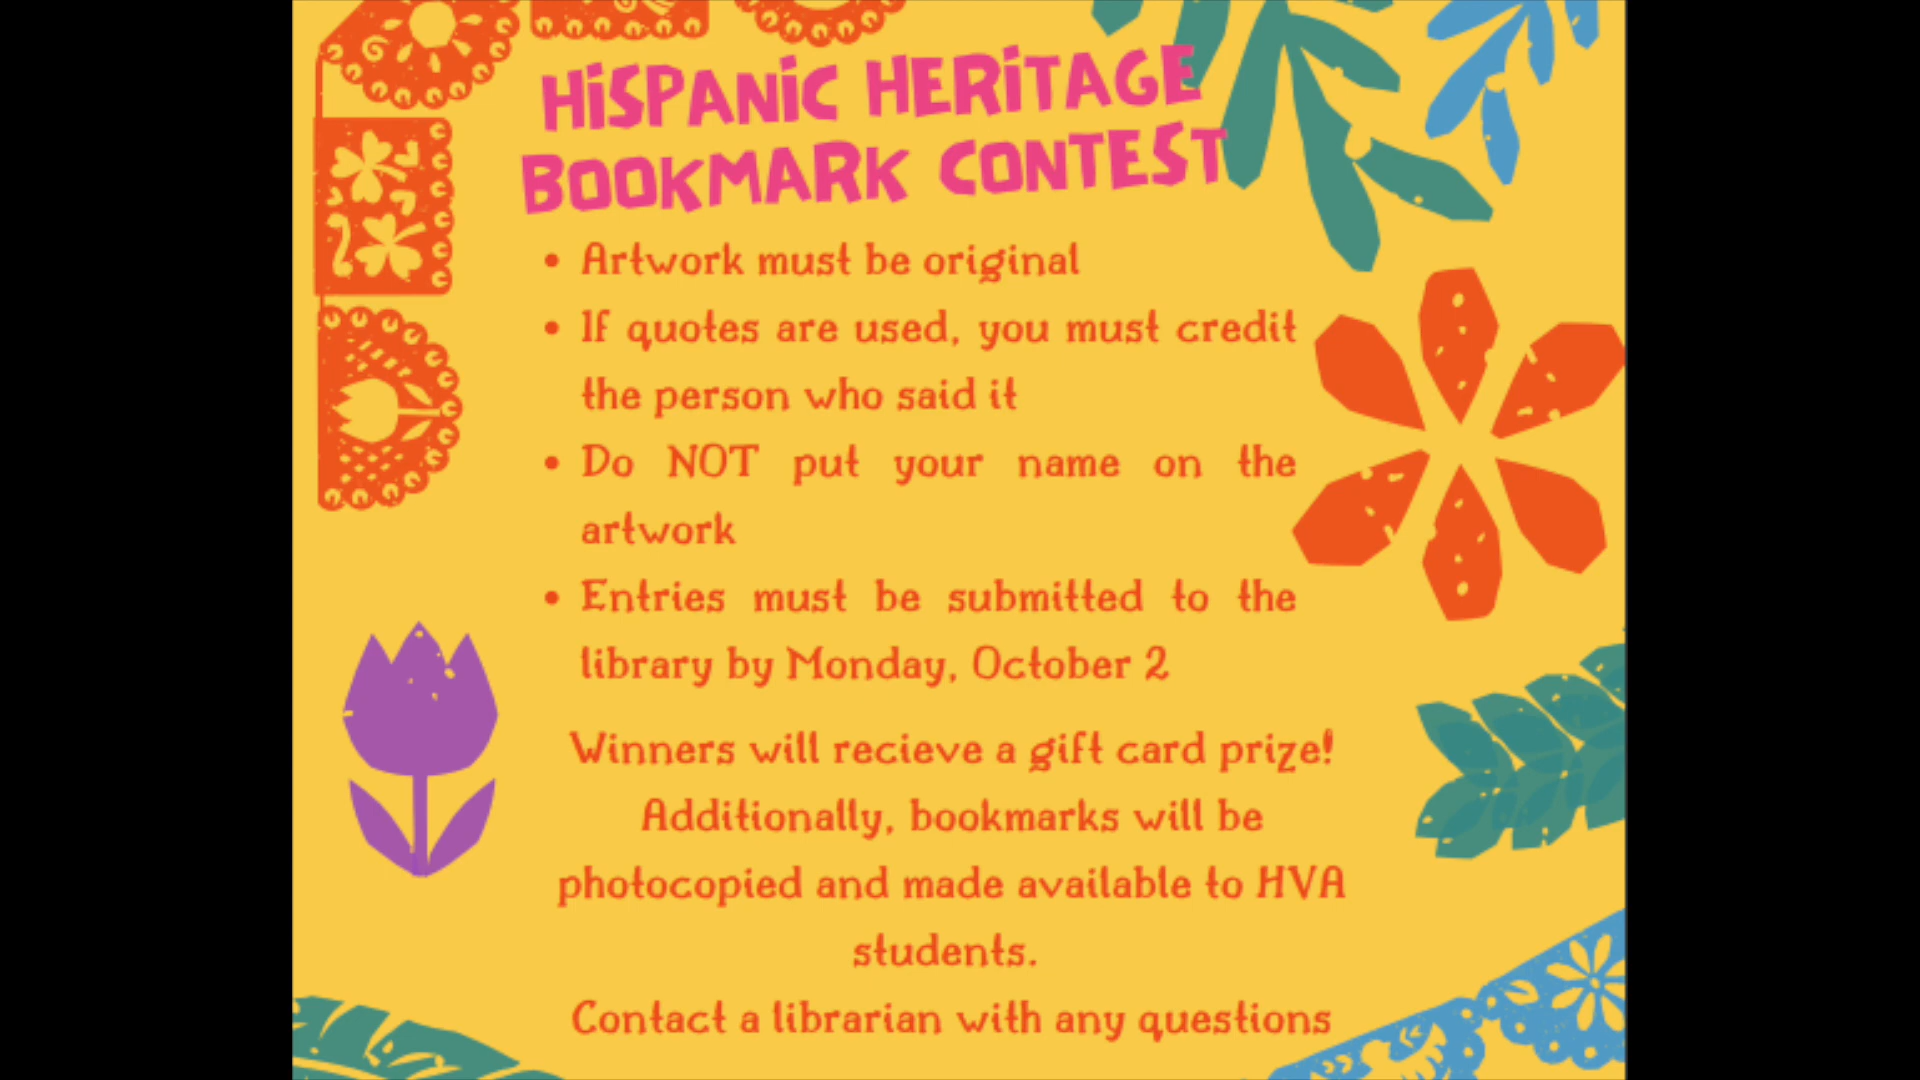 HiSPANiC HERiTAGE
BOOKMARK CONTEST
• Artwork must be original
• If quotes are used, you must credit
the person who said it
• Do NOT put your name on the
artwork
• Entries must be submitted to the
library by Monday, October 2
Winners will recieve a gift card prize!
Additionally, bookmarks will be
photocopied and made available to HVA
students.
Contact a librarian with any questions